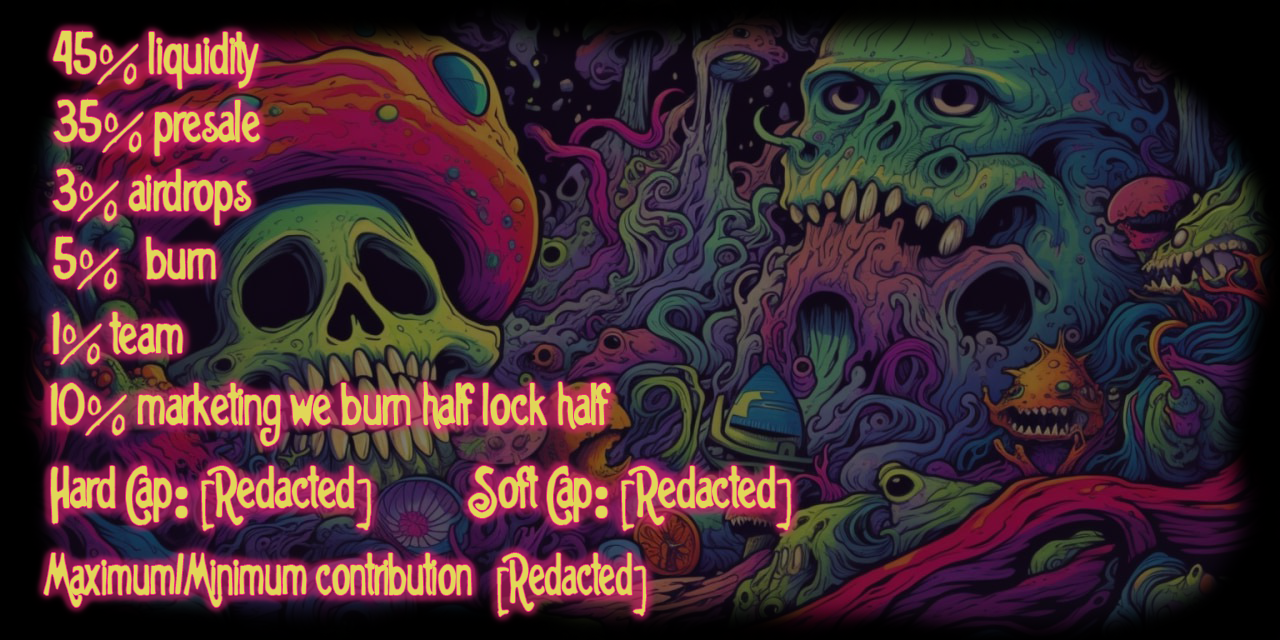 45% liquidity
35% presale
3% airdrops
5% burn
1% team
10% marketing we burn half lock half
Hard Cap: [Redacted] Soft Cap: [Redacted]
Maximum/Minimum contribution [Redacted]